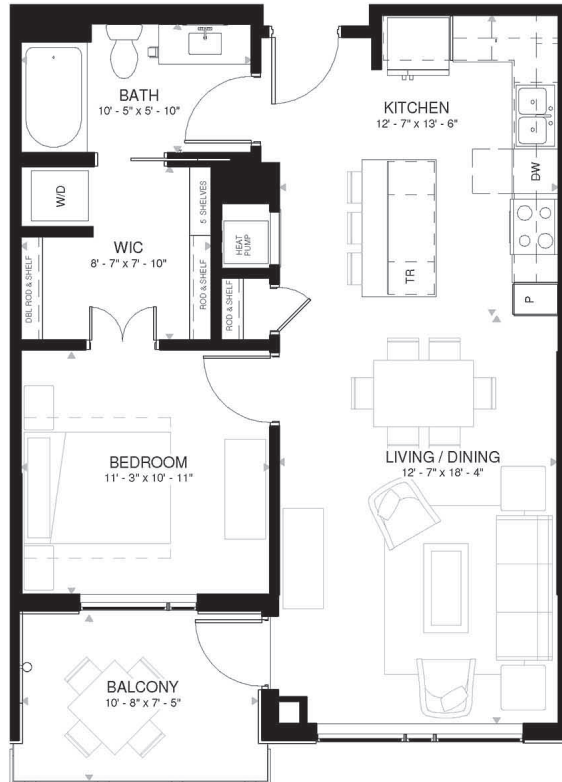 BATH
10' - 5" x 5' - 10"
KITCHEN
12' - 7" x 13' - 6"
DW
W/D
5 SHELVES
WIC
8' - 7" x 7' - 10"
HEAT
PUMP
DBL ROD & SHELF
ROD & SHELF
ROD & SHELF
TR
P
BEDROOM
11' - 3" x 10' - 11"
LIVING / DINING
12' - 7" x 18' - 4"
BALCONY
10' - 8" x 7' - 5"